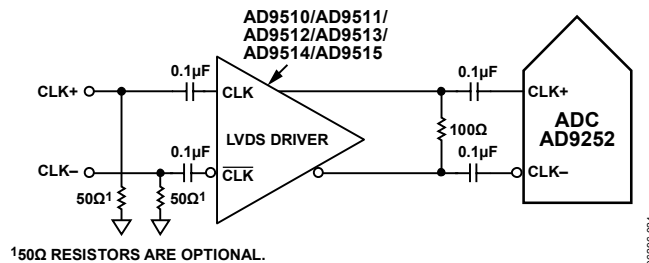 AD9510/AD9511/
AD9512/AD9513/
AD9514/AD9515
0.1µF
0.1µF
CLK+
CLK
CLK+
ADC
AD9252
LVDS DRIVER
100Ω
0.1µF
0.1µF
CLK–
CLK
CLK–
50Ω1
50Ω1
150Ω RESISTORS ARE OPTIONAL.